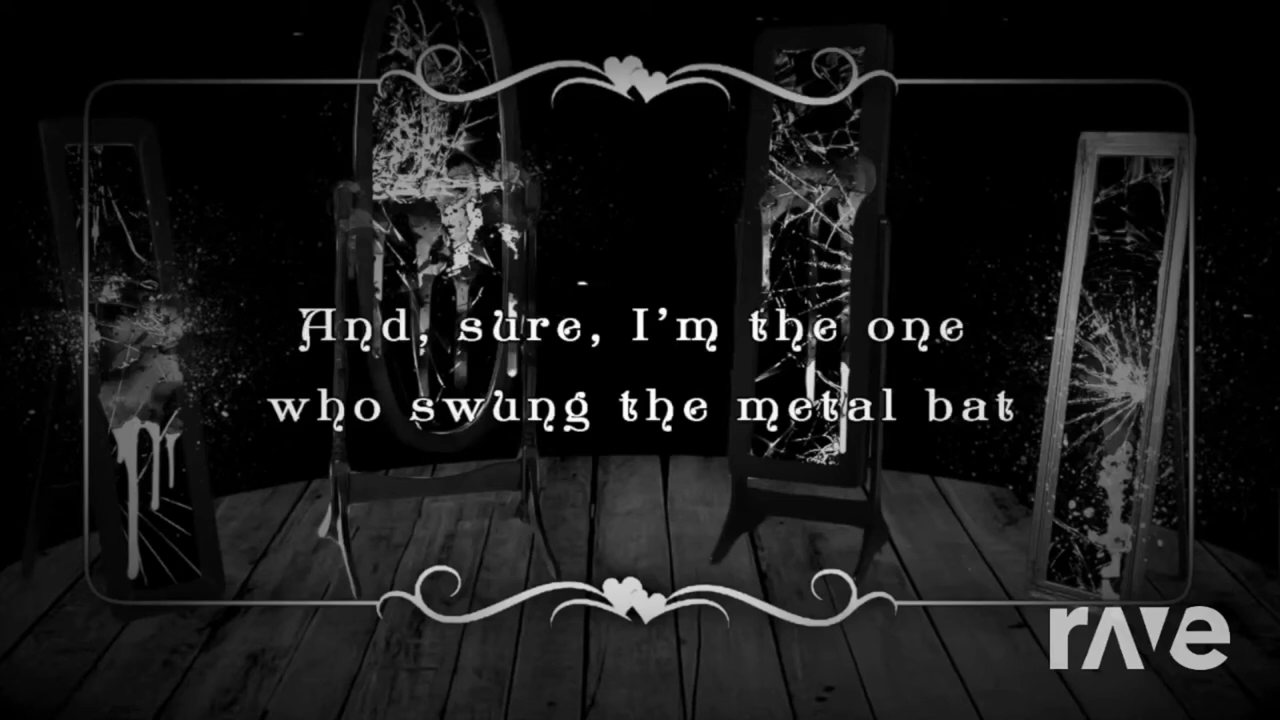 And, sure, I'm the one
who swung the metal bat
rave